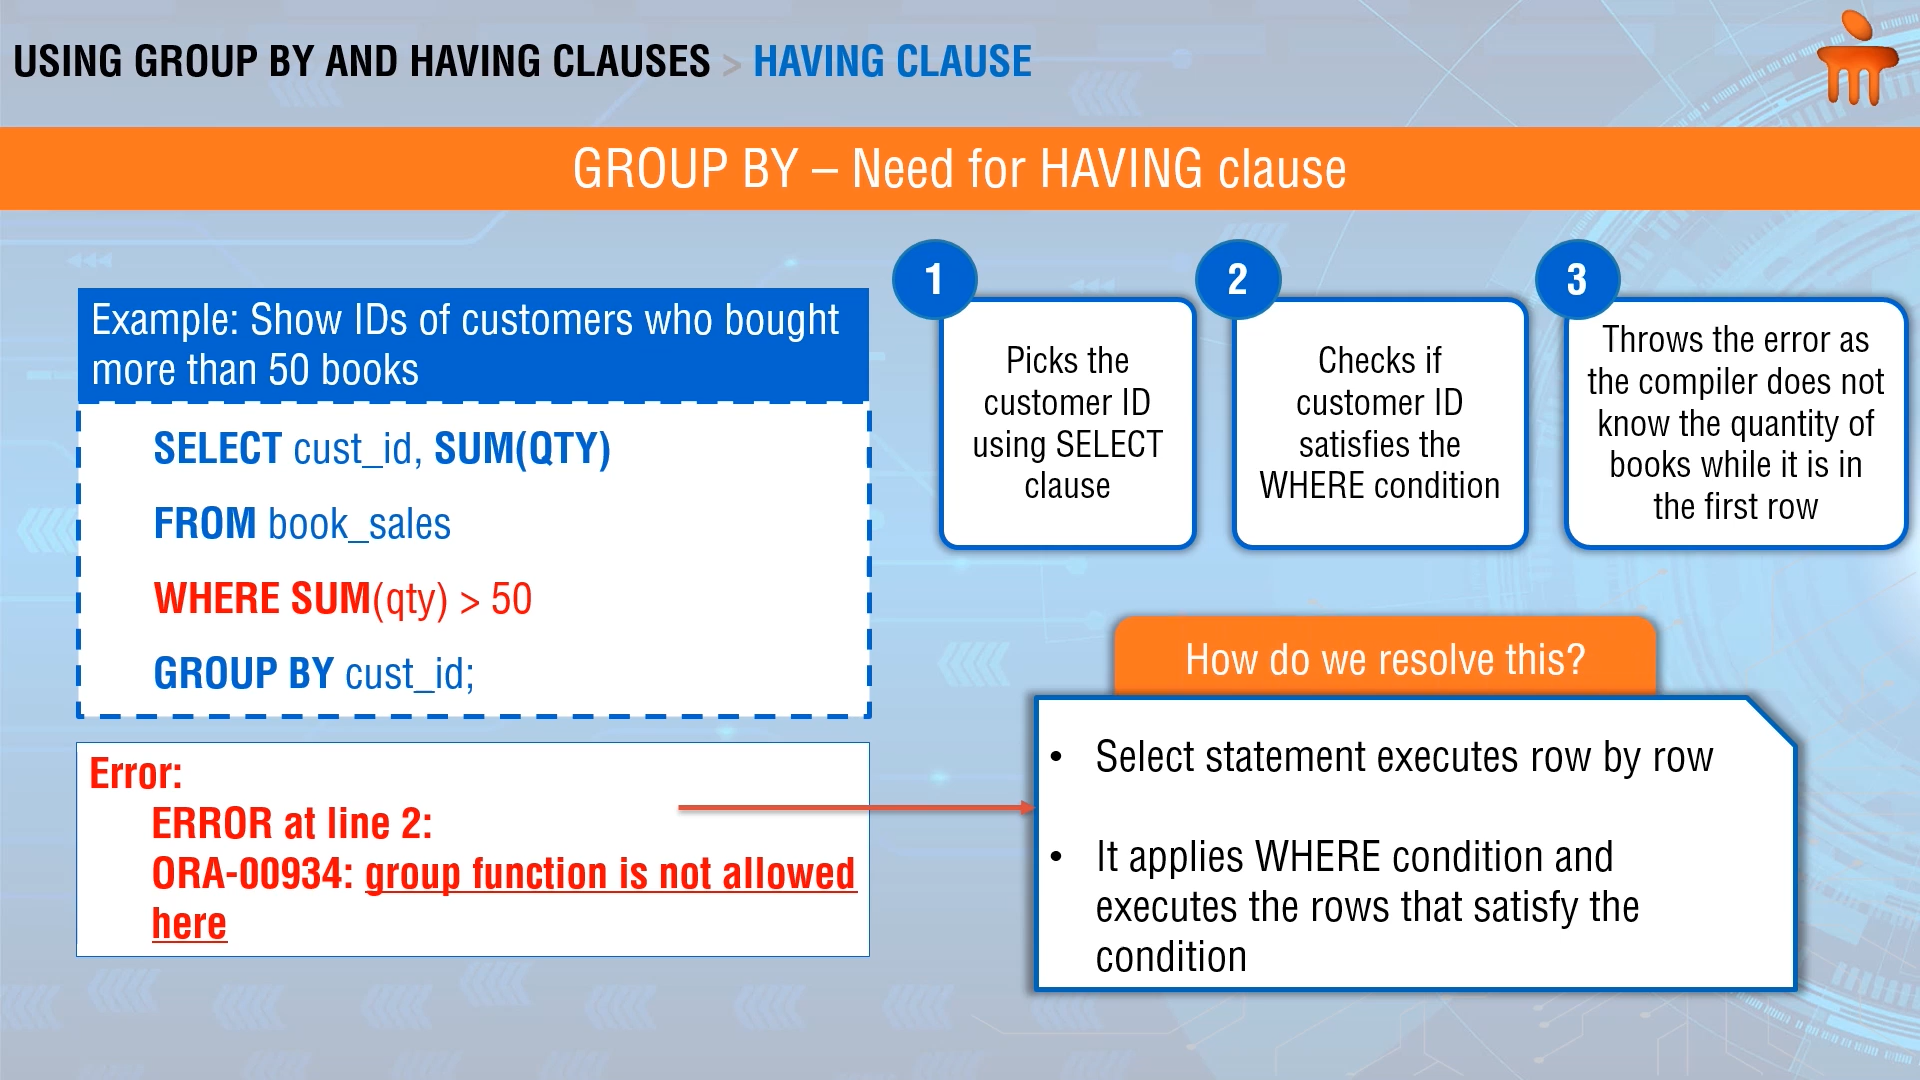 USING GROUP BY AND HAVING CLAUSES > HAVING CLAUSE
GROUP BY – Need for HAVING clause
Example: Show IDs of customers who bought
more than 50 books
SELECT cust_id, SUM(QTY)
FROM book_sales
WHERE SUM(qty) > 50
GROUP BY cust_id;
Error:
ERROR at line 2:
ORA-00934: group function is not allowed
here
1
Picks the
customer ID
using SELECT
clause
2
Checks if
customer ID
satisfies the
WHERE condition
3
Throws the error as
the compiler does not
know the quantity of
books while it is in
the first row
How do we resolve this?
• Select statement executes row by row
• It applies WHERE condition and
executes the rows that satisfy the
condition